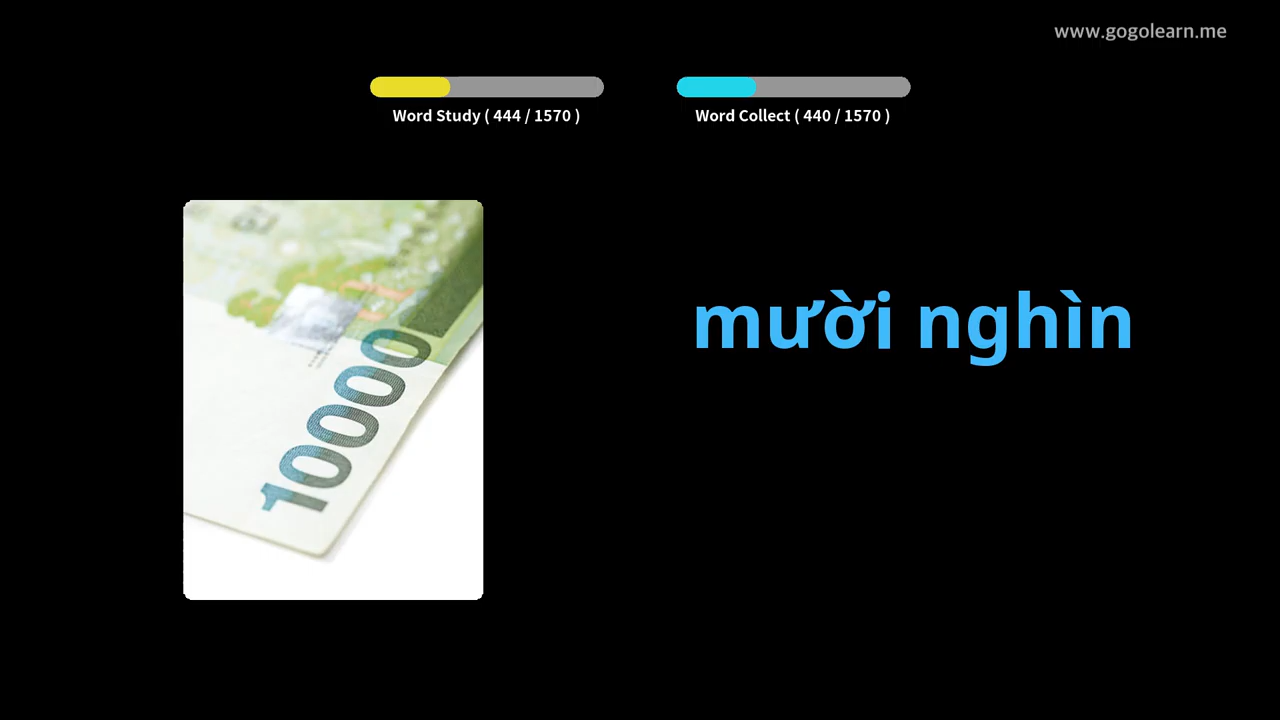 www.gogolearn.me
Word Study ( 444 / 1570 )
Word Collect ( 440 / 1570 )
mười nghìn
10000